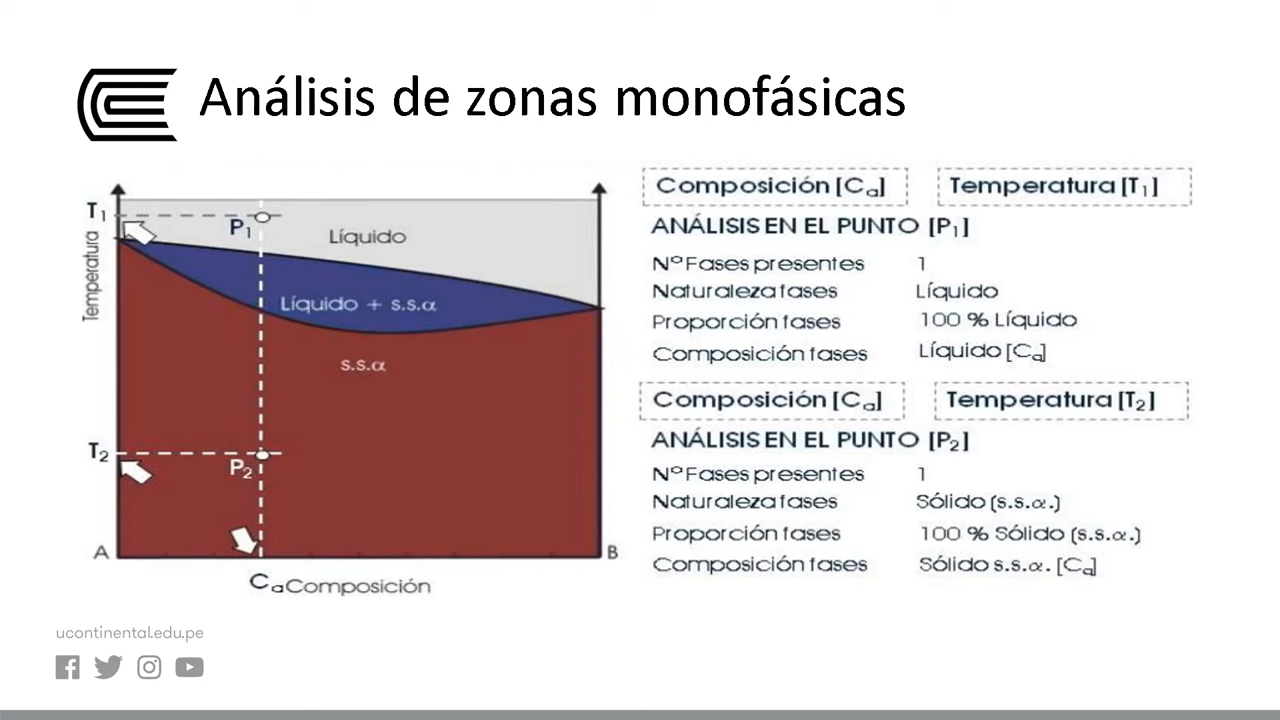 Análisis de zonas monofásicas
T₁
P₁
Líquido
Temperatura
Líquido + s.s.α
s.s.α
T₂
P₂
A
B
Cₐ Composición
Composición [Cₐ]
Temperatura [T₁]
ANÁLISIS EN EL PUNTO [P₁]
Nº Fases presentes 1
Naturaleza fases Líquido
Proporción fases 100 % Líquido
Composición fases Líquido [Cₐ]
Composición [Cₐ]
Temperatura [T₂]
ANÁLISIS EN EL PUNTO [P₂]
Nº Fases presentes 1
Naturaleza fases Sólido (s.s.α.)
Proporción fases 100 % Sólido (s.s.α.)
Composición fases Sólido s.s.α. [Cₐ]
ucontinental.edu.pe